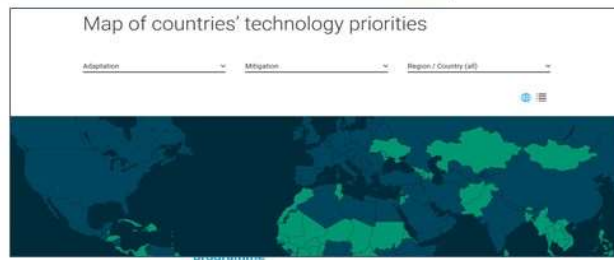 Map of countries' technology priorities
Adaptation
Mitigation
Region / Country (all)